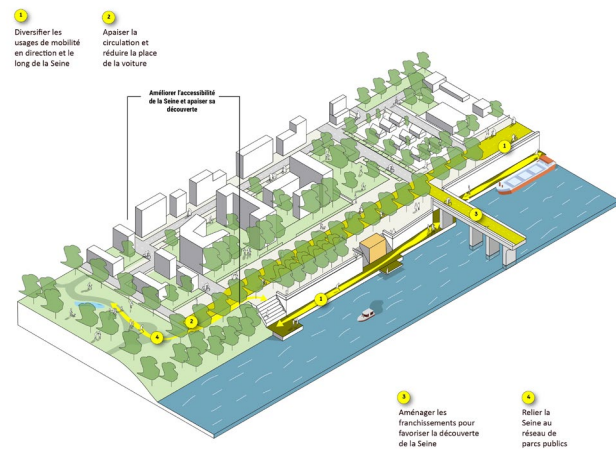 1
Diversifier les
usages de mobilité
en direction et le
long de la Seine
2
Apaiser la
circulation et
réduire la place
de la voiture
Améliorer l'accessibilité
de la Seine et apaiser sa
découverte
1
3
1
2
4
3
Aménager les
franchissements pour
favoriser la découverte
de la Seine
4
Relier la
Seine au
réseau de
parcs publics